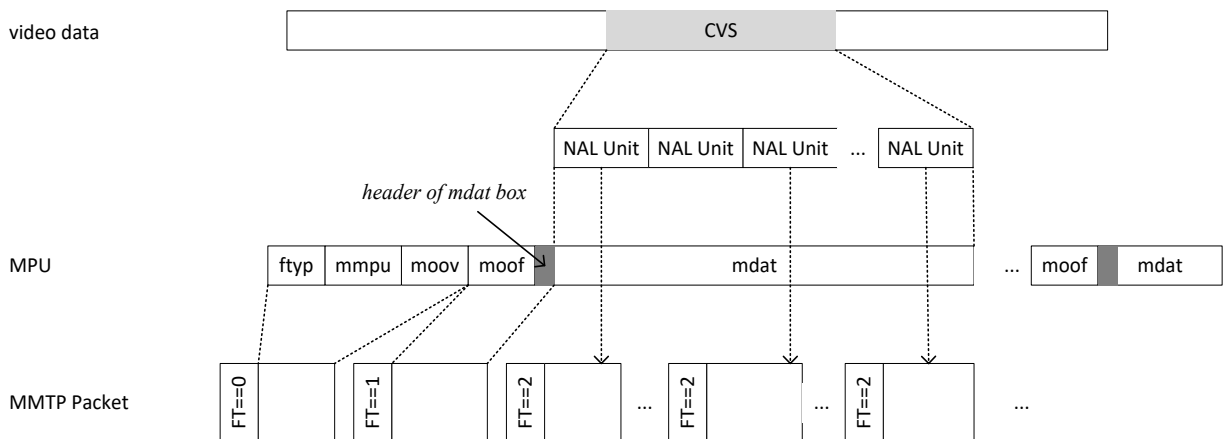 video data CVS
NAL Unit NAL Unit NAL Unit ... NAL Unit
header of mdat box
MPU ftyp mmpu moov moof mdat ... moof mdat
MMTP Packet FT==0 FT==1 FT==2 ... FT==2 ... FT==2 ...